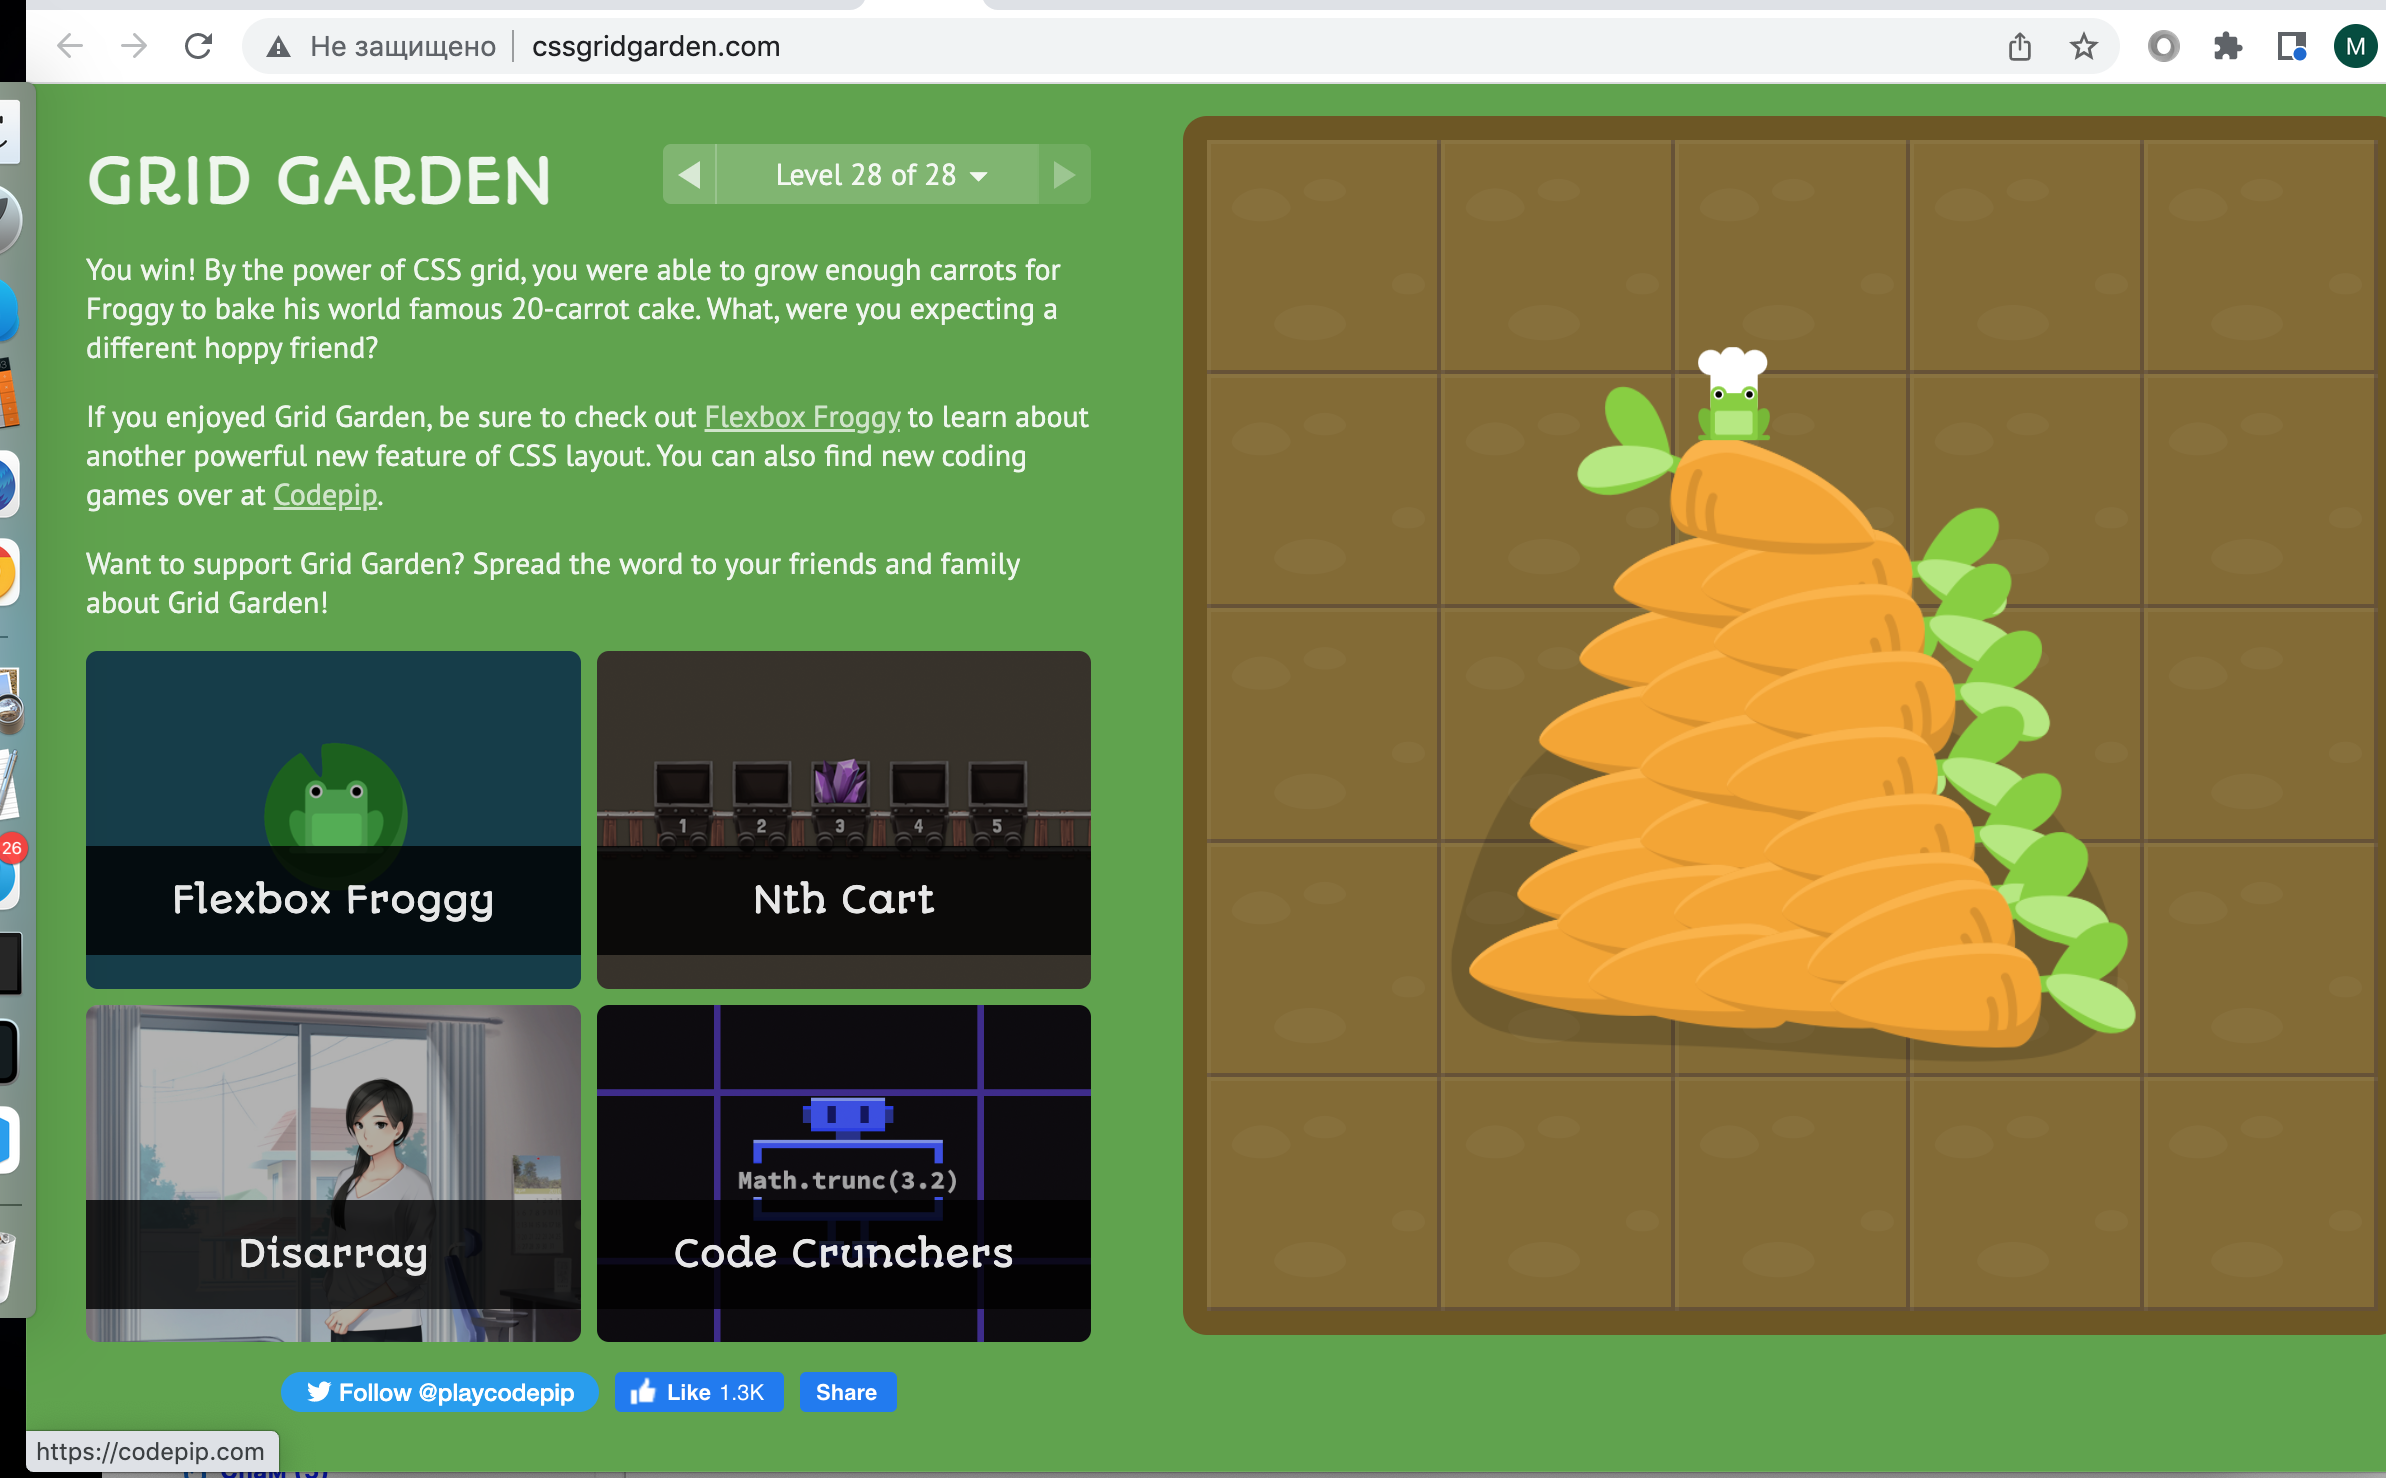 Не защищено cssgridgarden.com
M
GRID GARDEN
Level 28 of 28
You win! By the power of CSS grid, you were able to grow enough carrots for
Froggy to bake his world famous 20-carrot cake. What, were you expecting a
different hoppy friend?
If you enjoyed Grid Garden, be sure to check out Flexbox Froggy to learn about
another powerful new feature of CSS layout. You can also find new coding
games over at Codepip.
Want to support Grid Garden? Spread the word to your friends and family
about Grid Garden!
Flexbox Froggy
1 2 3 4 5
Nth Cart
Disarray
Math.trunc(3.2)
Code Crunchers
26
Follow @playcodepip
Like 1.3K
Share
https://codepip.com